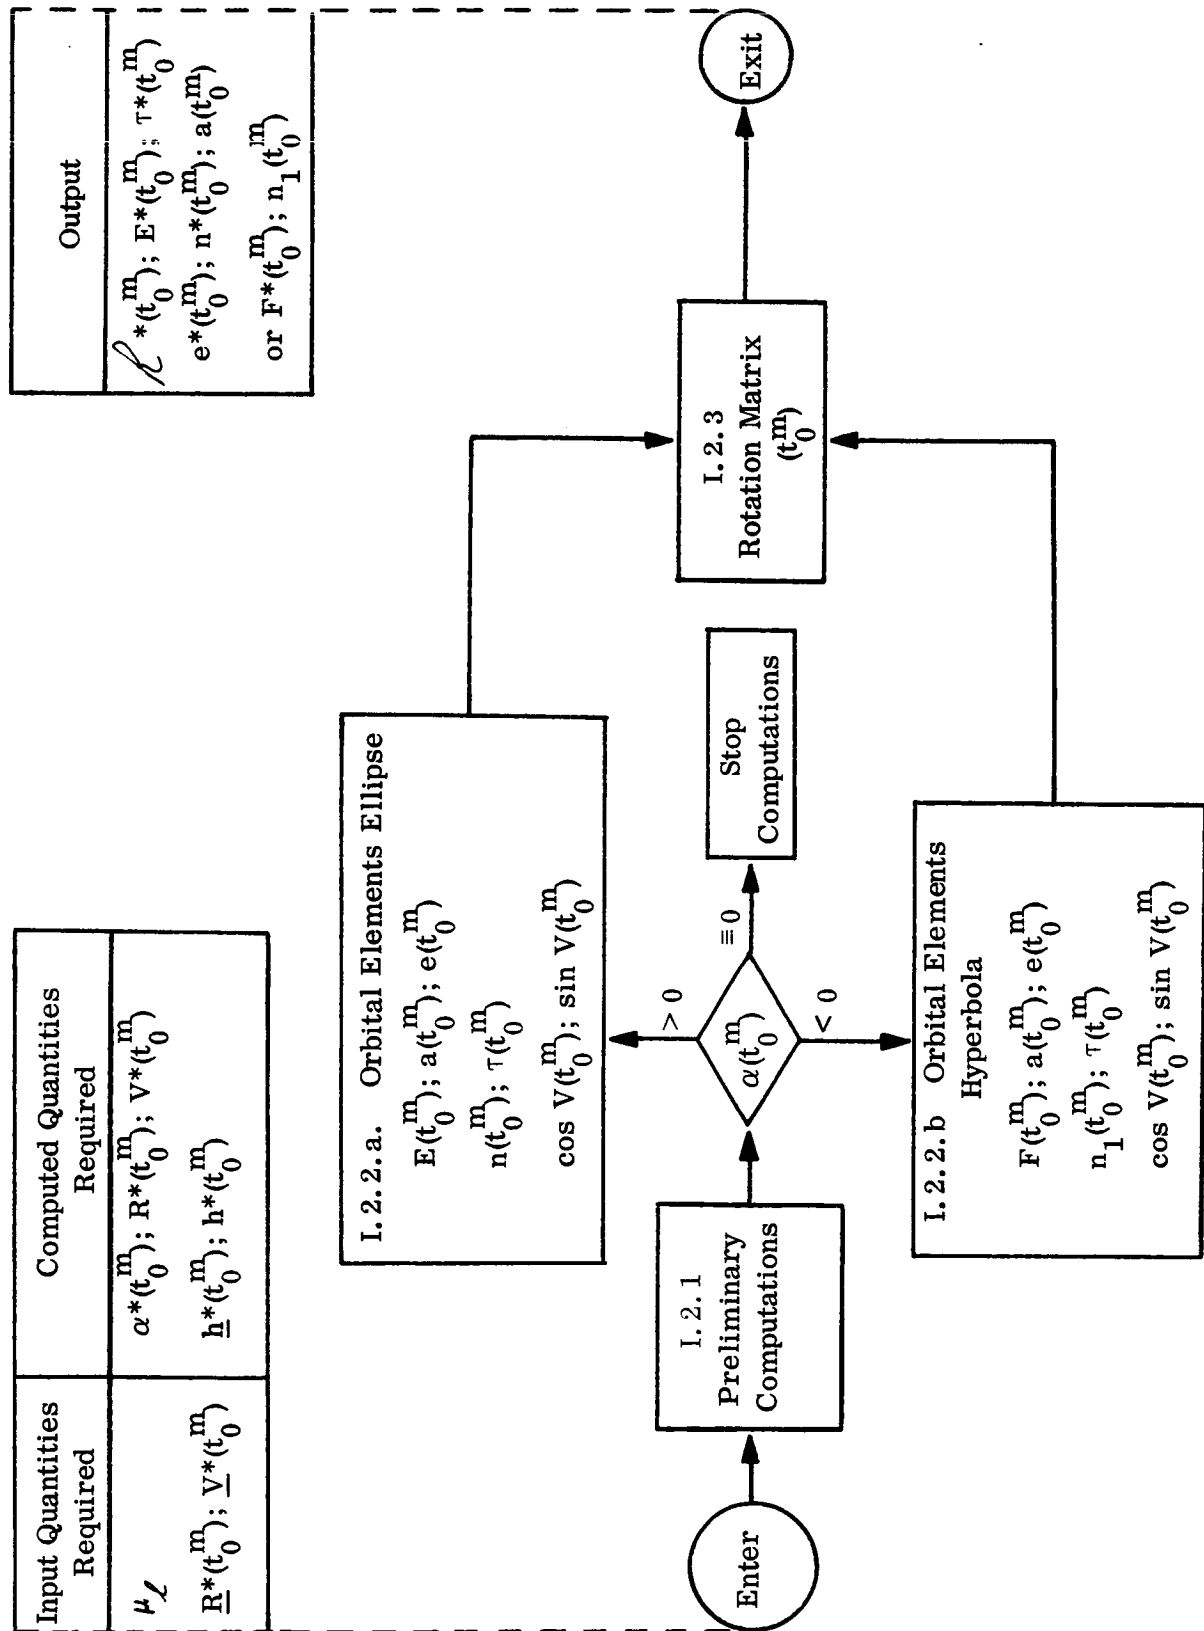 Input Quantities
Required
μ_ℓ
R*(t_0^m); V*(t_0^m)
Computed Quantities
Required
α*(t_0^m); R*(t_0^m); V*(t_0^m)
h*(t_0^m); h*(t_0^m)
Output
*(t_0^m); E*(t_0^m); τ*(t_0^m)
e*(t_0^m); n*(t_0^m); a(t_0^m)
or F*(t_0^m); n_1(t_0^m)
Enter
I.2.1
Preliminary
Computations
α(t_0^m)
> 0
≡ 0
< 0
I.2.2.a. Orbital Elements Ellipse
E(t_0^m); a(t_0^m); e(t_0^m)
n(t_0^m); τ(t_0^m)
cos V(t_0^m); sin V(t_0^m)
Stop
Computations
I.2.2.b Orbital Elements
Hyperbola
F(t_0^m); a(t_0^m); e(t_0^m)
n_1(t_0^m); τ(t_0^m)
cos V(t_0^m); sin V(t_0^m)
I.2.3
Rotation Matrix
(t_0^m)
Exit